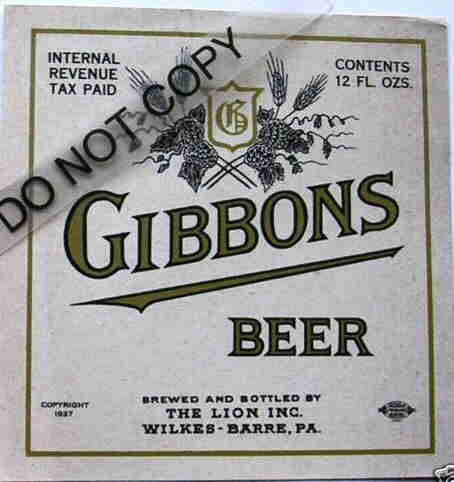 INTERNAL
REVENUE
TAX PAID
CONTENTS
12 FL. OZS.
DO NOT COPY
G
GIBBONS
BEER
COPYRIGHT
1937
BREWED AND BOTTLED BY
THE LION INC.
WILKES-BARRE, PA.